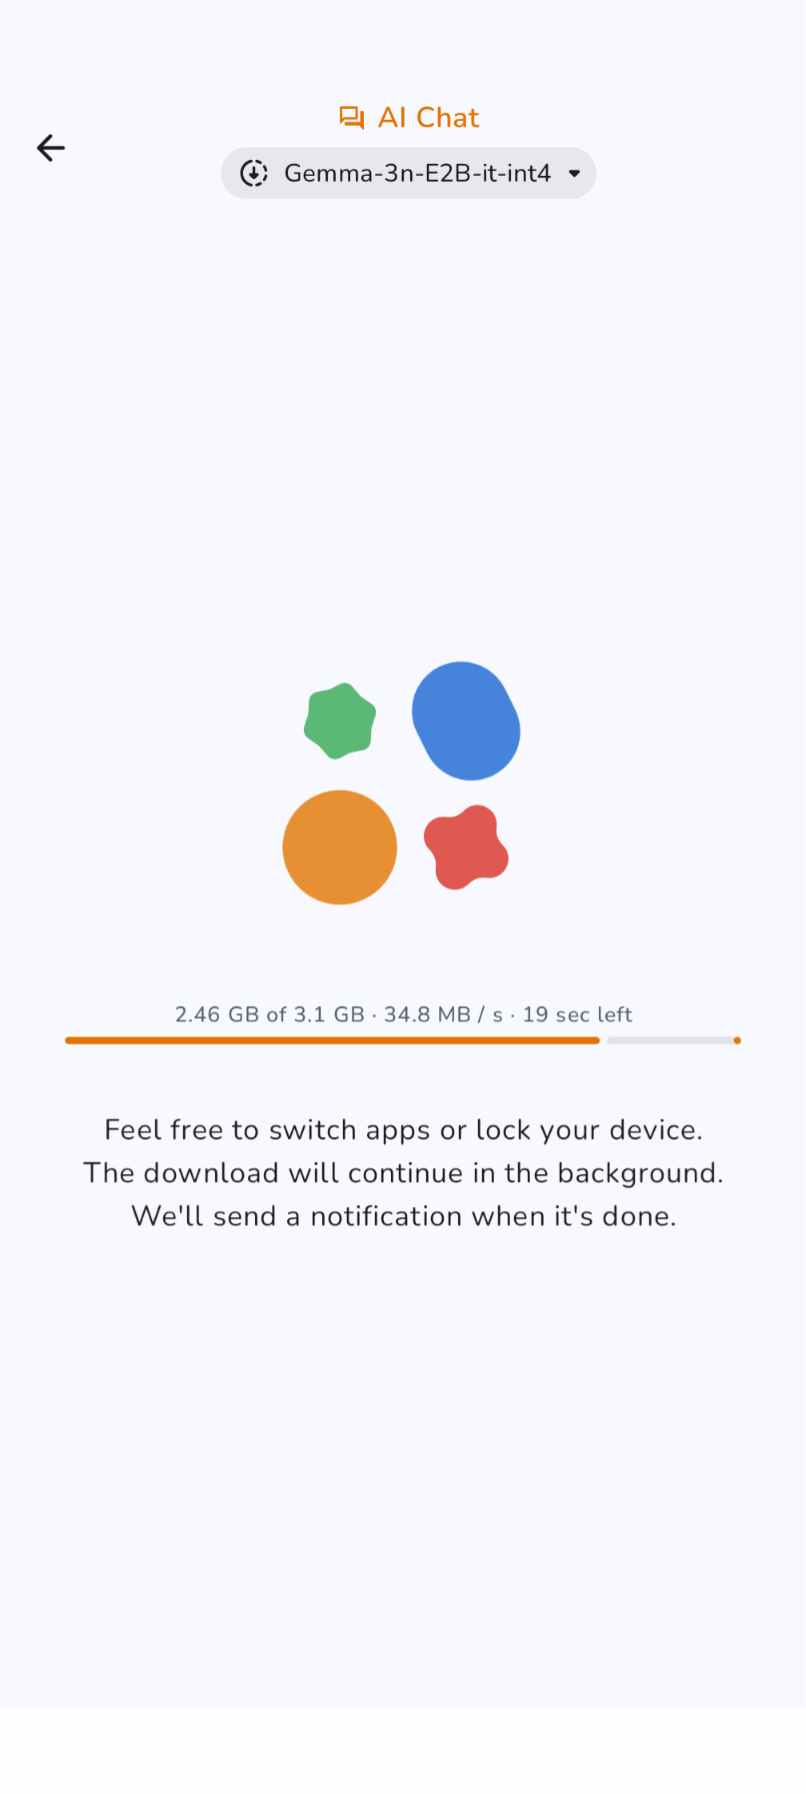 AI Chat
Gemma-3n-E2B-it-int4
2.46 GB of 3.1 GB · 34.8 MB / s · 19 sec left
Feel free to switch apps or lock your device.
The download will continue in the background.
We'll send a notification when it's done.